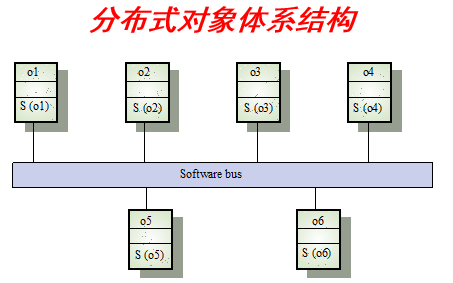 分布式对象体系结构
o1 o2 o3 o4
S (o1) S (o2) S (o3) S (o4)
Software bus
o5 o6
S (o5) S (o6)